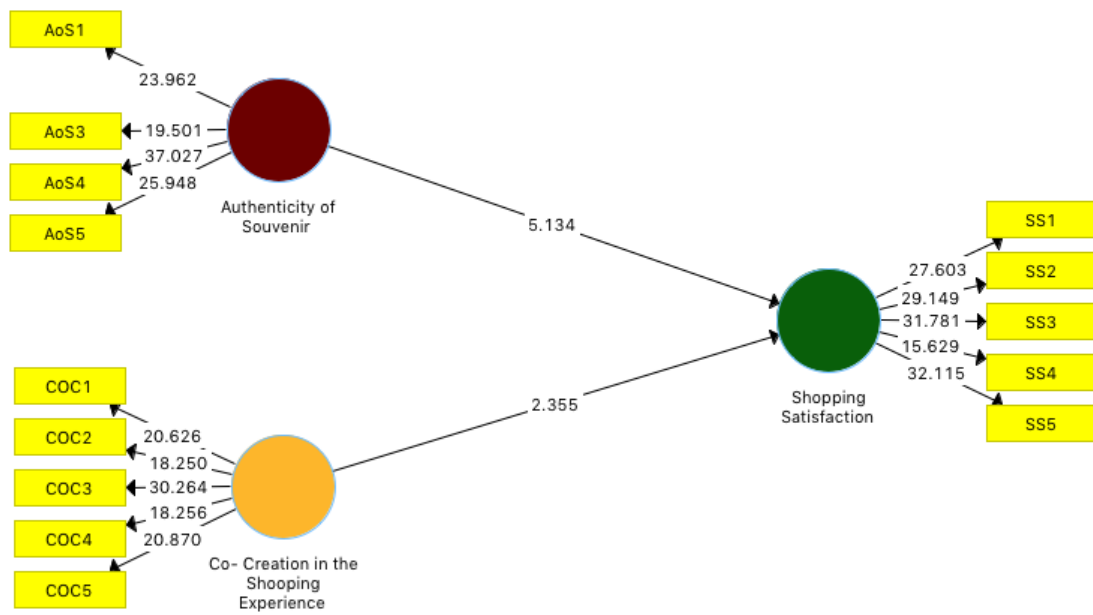 AoS1
23.962
AoS3
19.501
37.027
AoS4
25.948
AoS5
Authenticity of
Souvenir
5.134
SS1
27.603
SS2
29.149
31.781
SS3
15.629
SS4
32.115
SS5
Shopping
Satisfaction
2.355
COC1
20.626
COC2
18.250
COC3
30.264
18.256
COC4
20.870
COC5
Co- Creation in the
Shooping
Experience